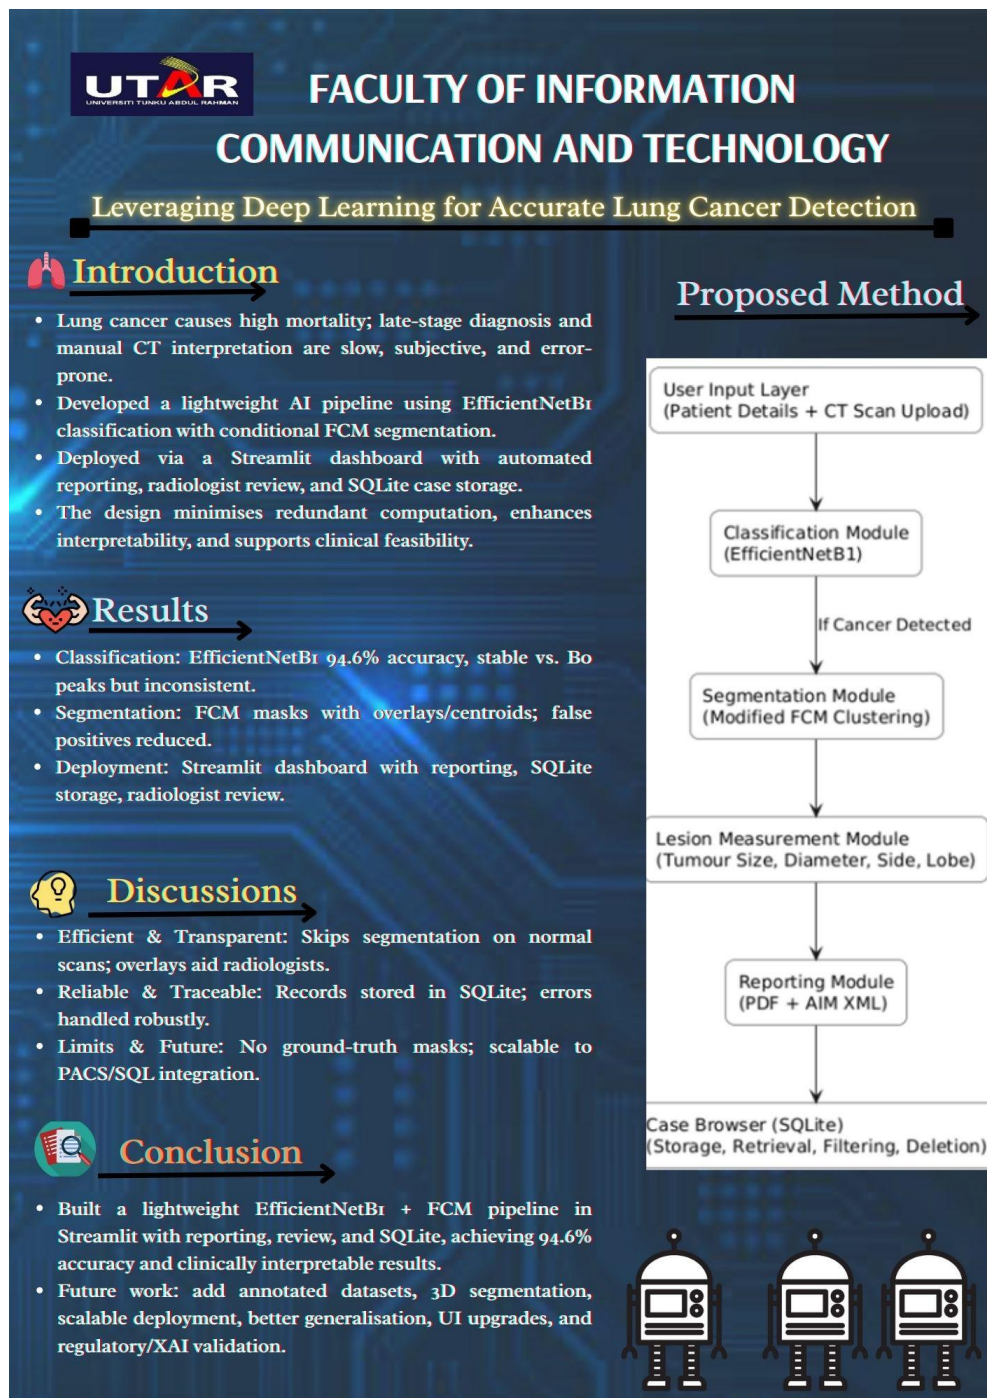 UTAR
UNIVERSITI TUNKU ABDUL RAHMAN
FACULTY OF INFORMATION
COMMUNICATION AND TECHNOLOGY
Leveraging Deep Learning for Accurate Lung Cancer Detection
Introduction
• Lung cancer causes high mortality; late-stage diagnosis and
manual CT interpretation are slow, subjective, and error-
prone.
• Developed a lightweight AI pipeline using EfficientNetB1
classification with conditional FCM segmentation.
• Deployed via a Streamlit dashboard with automated
reporting, radiologist review, and SQLite case storage.
• The design minimises redundant computation, enhances
interpretability, and supports clinical feasibility.
Results
• Classification: EfficientNetB1 94.6% accuracy, stable vs. B0
peaks but inconsistent.
• Segmentation: FCM masks with overlays/centroids; false
positives reduced.
• Deployment: Streamlit dashboard with reporting, SQLite
storage, radiologist review.
Discussions
• Efficient & Transparent: Skips segmentation on normal
scans; overlays aid radiologists.
• Reliable & Traceable: Records stored in SQLite; errors
handled robustly.
• Limits & Future: No ground-truth masks; scalable to
PACS/SQL integration.
Conclusion
• Built a lightweight EfficientNetB1 + FCM pipeline in
Streamlit with reporting, review, and SQLite, achieving 94.6%
accuracy and clinically interpretable results.
• Future work: add annotated datasets, 3D segmentation,
scalable deployment, better generalisation, UI upgrades, and
regulatory/XAI validation.
Proposed Method
User Input Layer
(Patient Details + CT Scan Upload)
Classification Module
(EfficientNetB1)
If Cancer Detected
Segmentation Module
(Modified FCM Clustering)
Lesion Measurement Module
(Tumour Size, Diameter, Side, Lobe)
Reporting Module
(PDF + AIM XML)
Case Browser (SQLite)
(Storage, Retrieval, Filtering, Deletion)